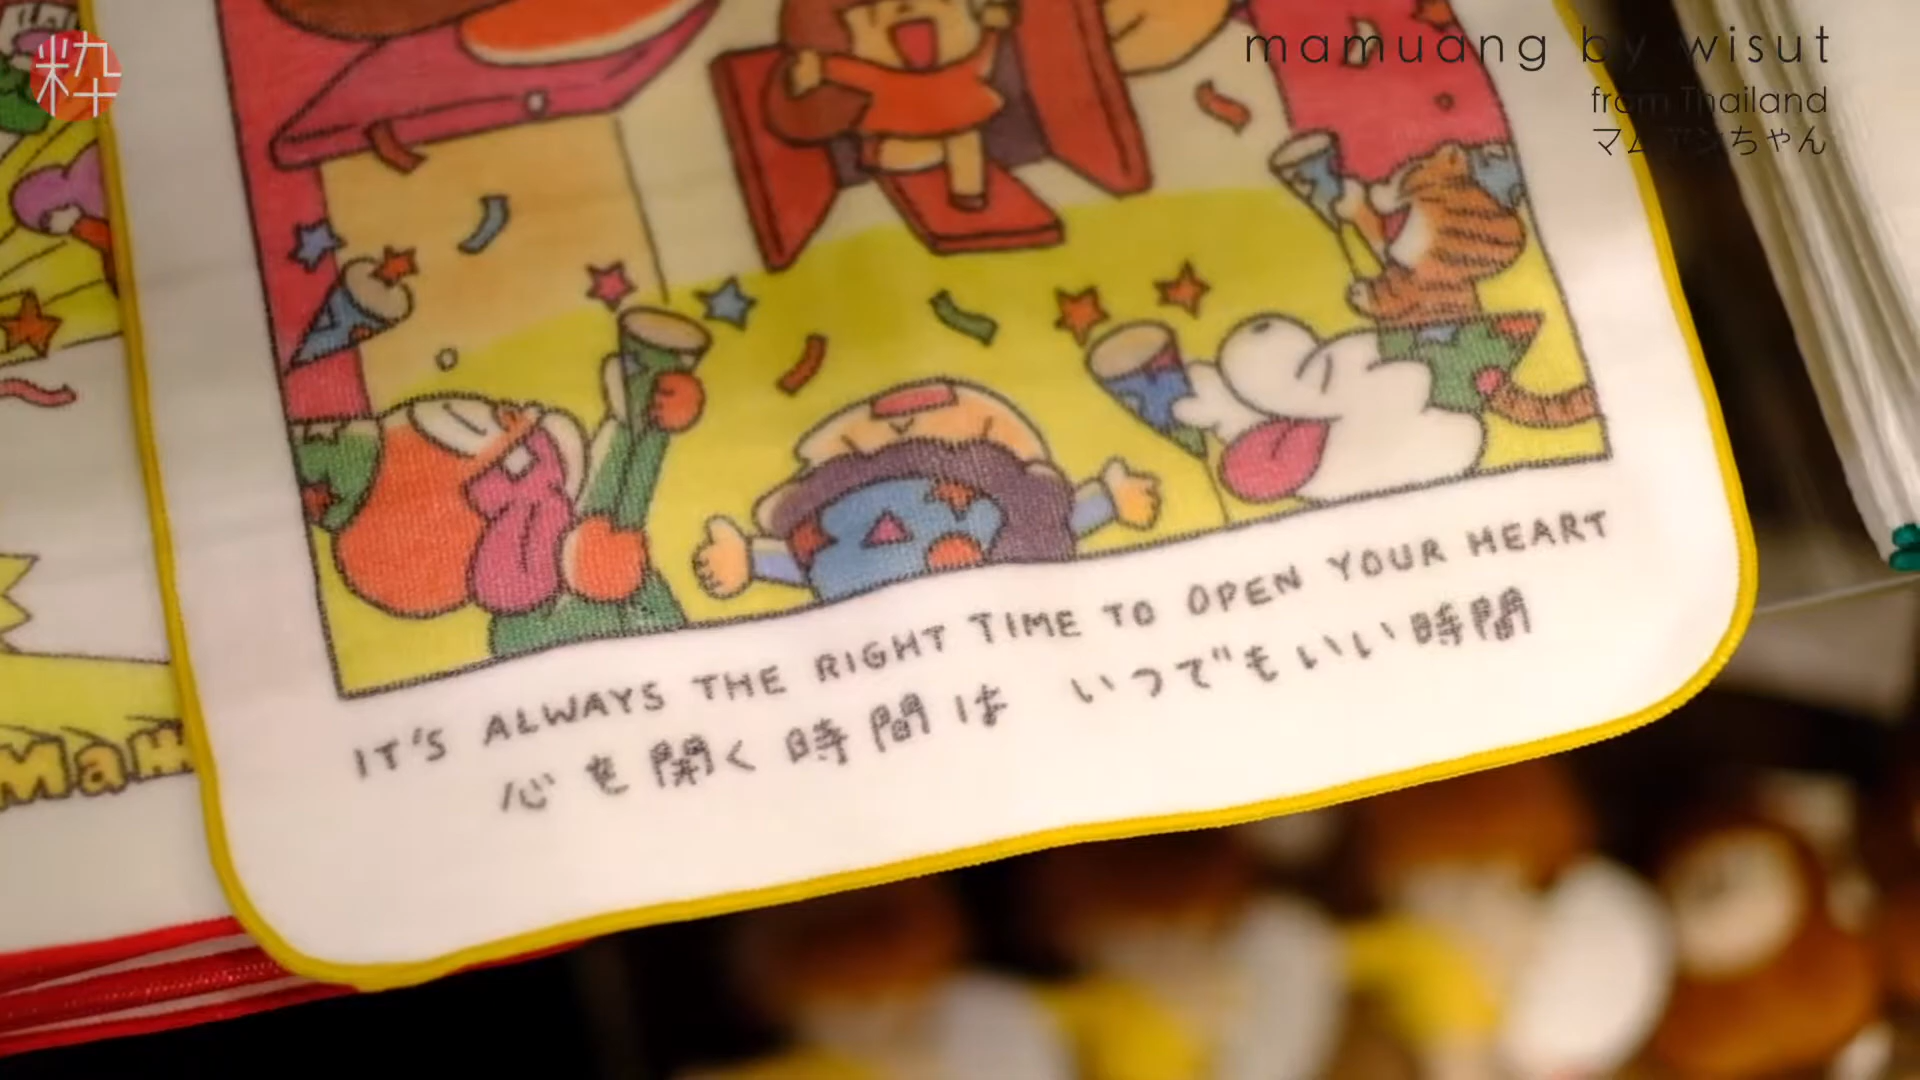 粋
mamuang by wisut
from Thailand
マムアンちゃん
IT'S ALWAYS THE RIGHT TIME TO OPEN YOUR HEART
心を開く時間は いつでもいい時間
Mam